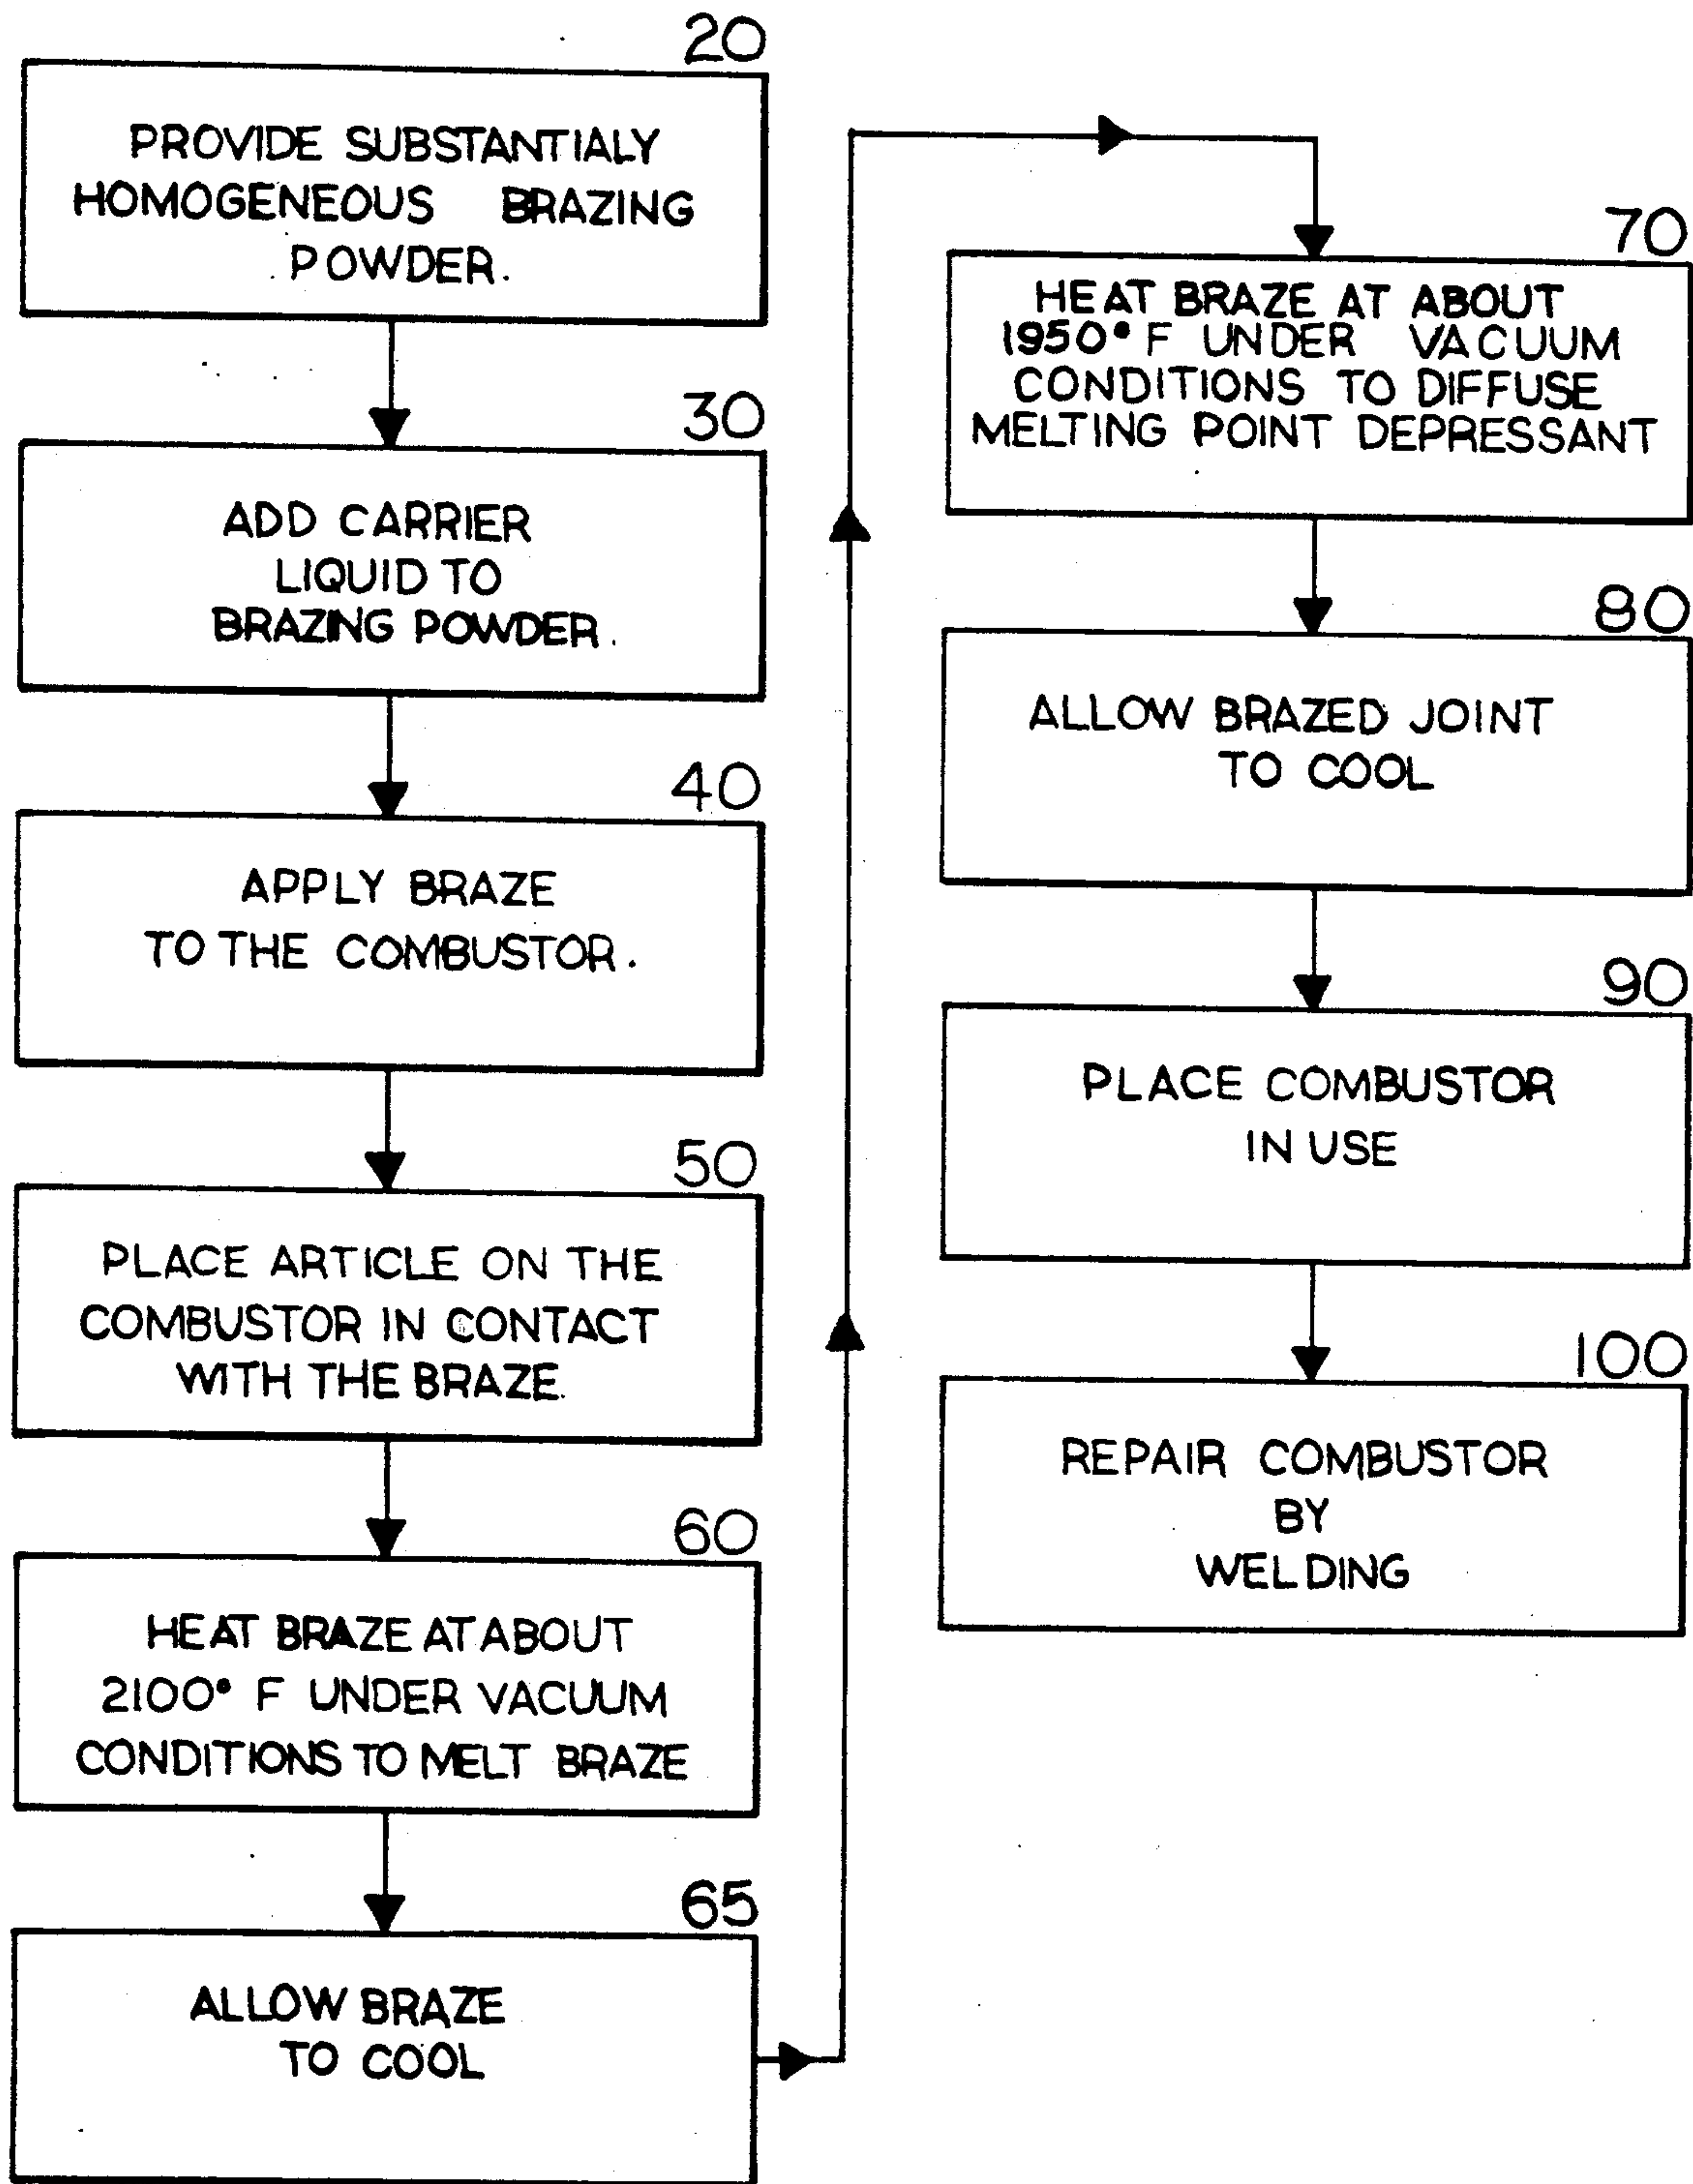 20
PROVIDE SUBSTANTIALY
HOMOGENEOUS BRAZING
POWDER.
30
ADD CARRIER
LIQUID TO
BRAZING POWDER.
40
APPLY BRAZE
TO THE COMBUSTOR.
50
PLACE ARTICLE ON THE
COMBUSTOR IN CONTACT
WITH THE BRAZE.
60
HEAT BRAZE AT ABOUT
2100° F UNDER VACUUM
CONDITIONS TO MELT BRAZE
65
ALLOW BRAZE
TO COOL
70
HEAT BRAZE AT ABOUT
1950° F UNDER VACUUM
CONDITIONS TO DIFFUSE
MELTING POINT DEPRESSANT
80
ALLOW BRAZED JOINT
TO COOL
90
PLACE COMBUSTOR
IN USE
100
REPAIR COMBUSTOR
BY
WELDING